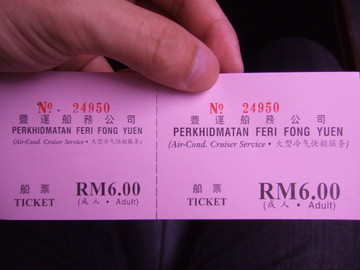 No. 24950
豐運船務公司
PERKHIDMATAN FERI FONG YUEN
(Air-Cond. Cruiser Service • 大型冷气快艇服务)
船票
TICKET
RM6.00
(成人 • Adult)
No 24950
豐運船務公司
PERKHIDMATAN FERI FONG YUEN
(Air-Cond. Cruiser Service • 大型冷气快艇服务)
船票
TICKET
RM6.00
(成人 • Adult)